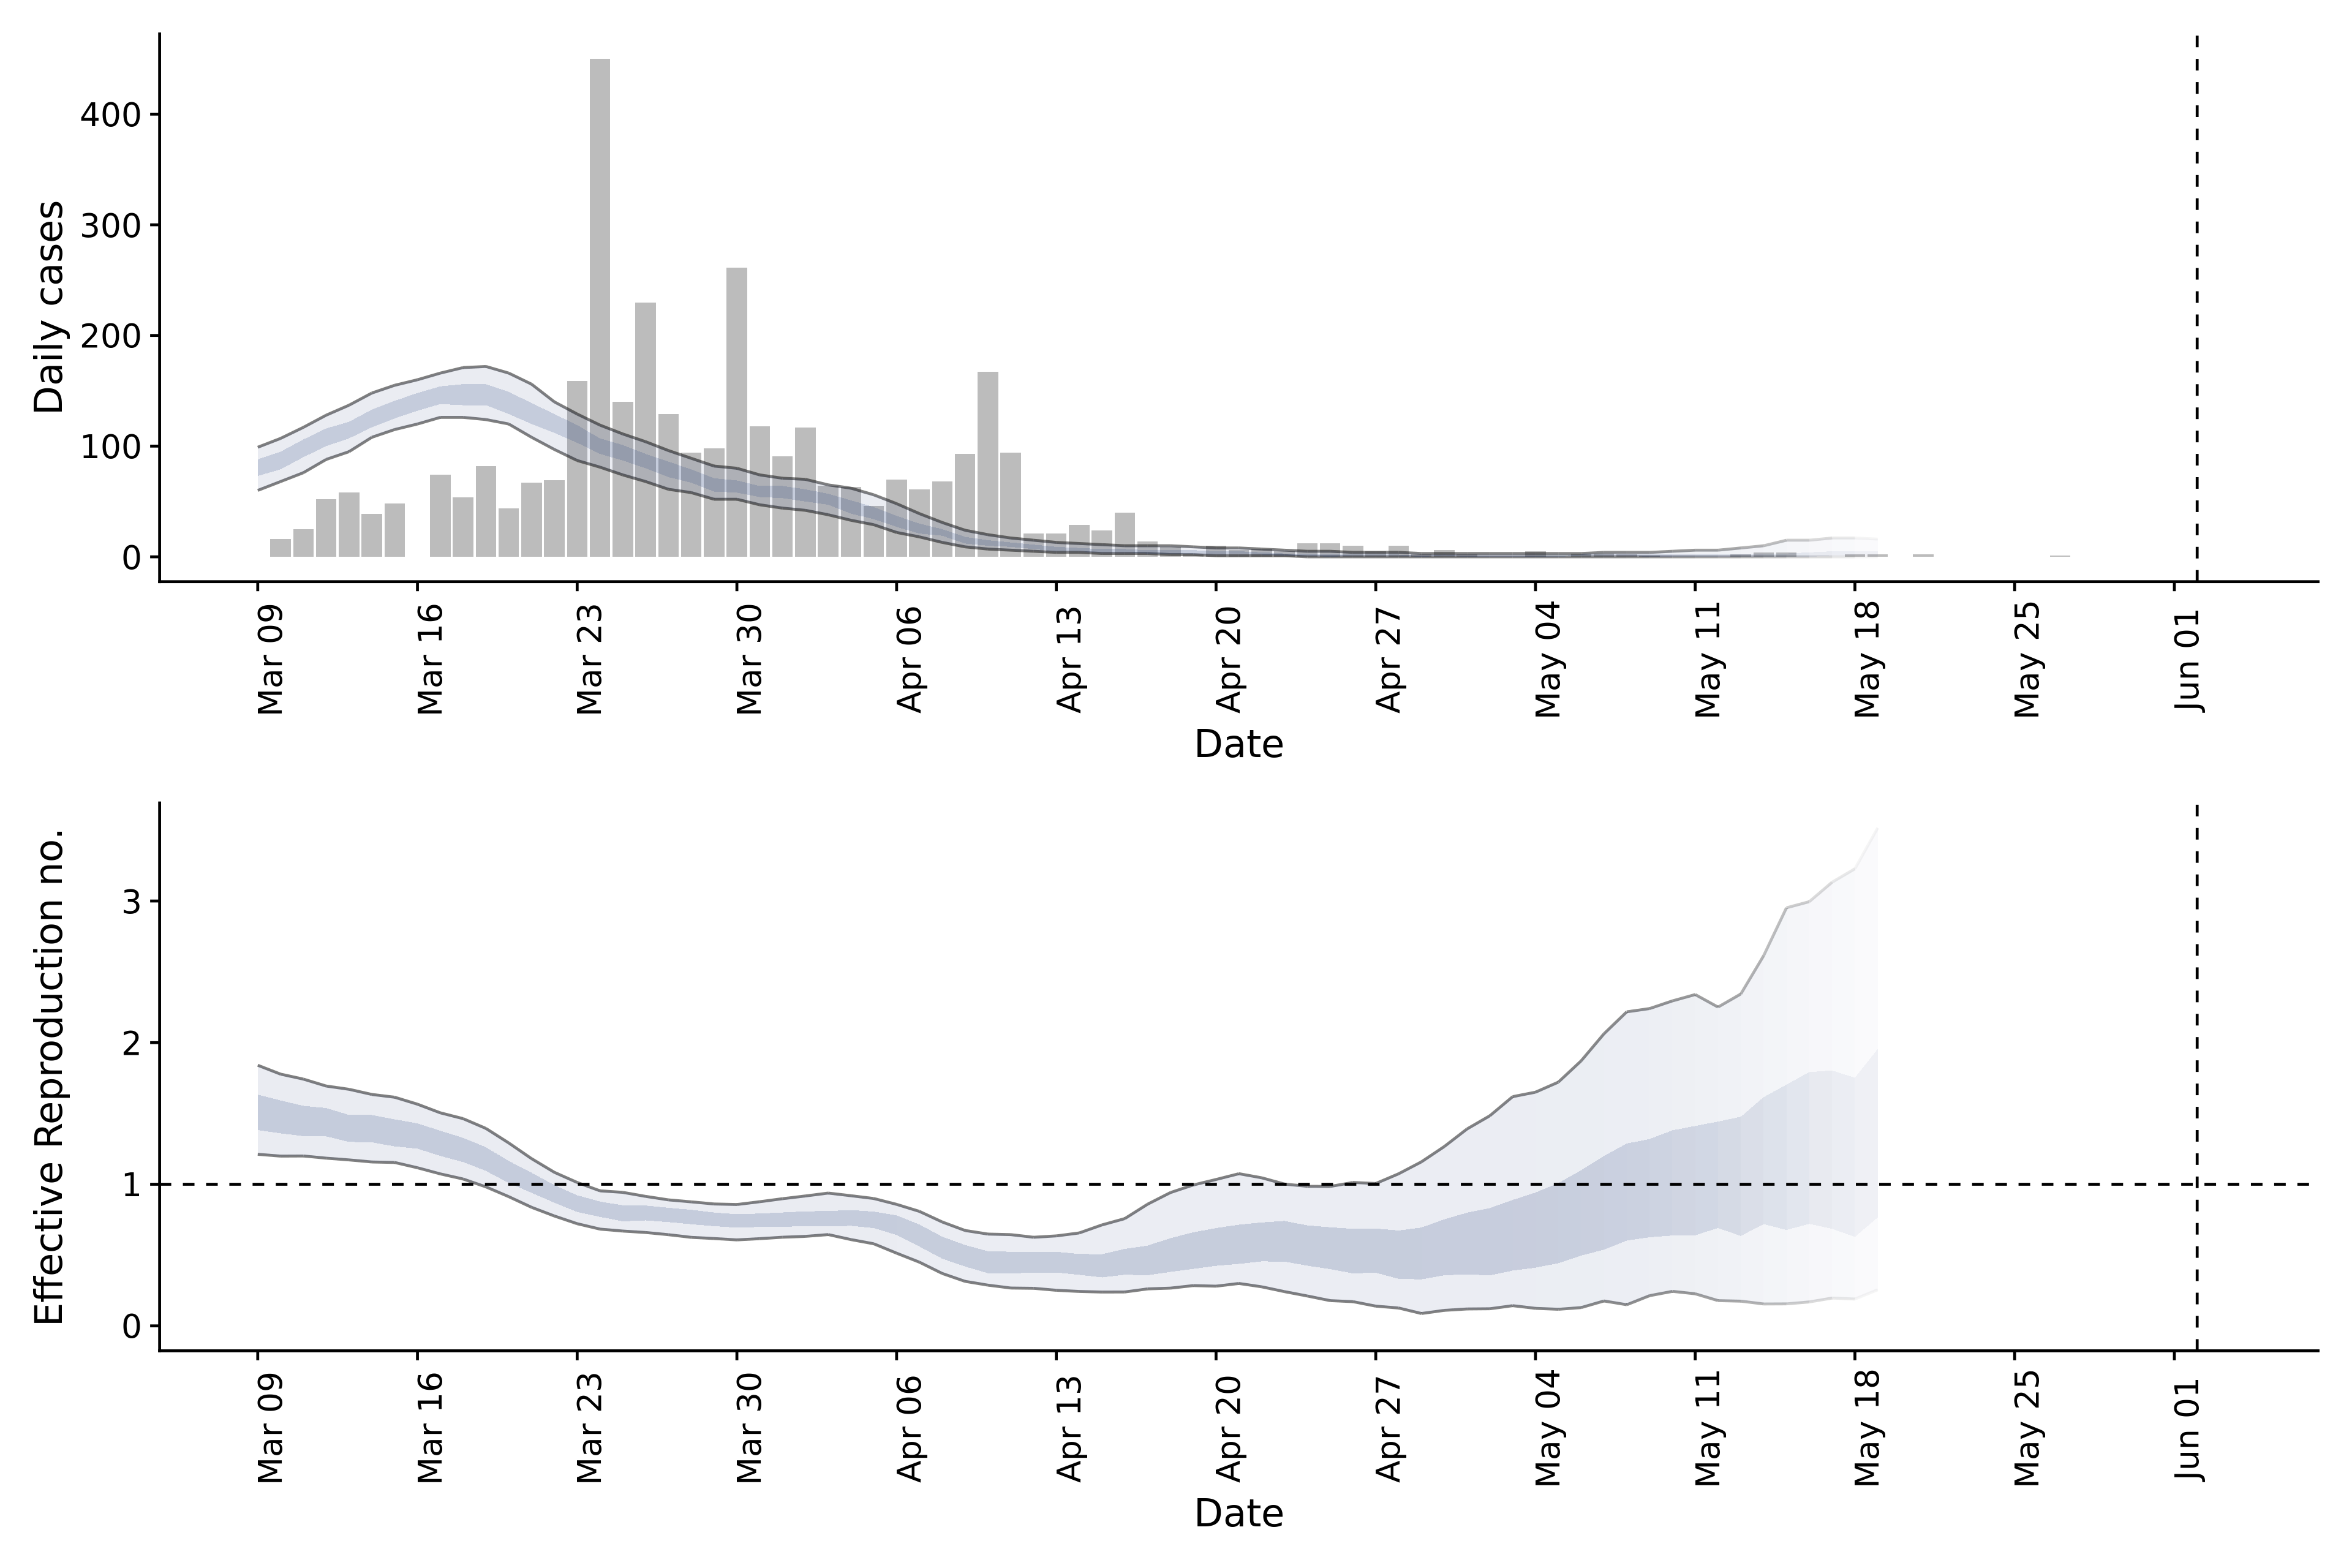 Daily cases
400
300
200
100
0
Mar 09
Mar 16
Mar 23
Mar 30
Apr 06
Apr 13
Apr 20
Apr 27
May 04
May 11
May 18
May 25
Jun 01
Date
Effective Reproduction no.
3
2
1
0
Mar 09
Mar 16
Mar 23
Mar 30
Apr 06
Apr 13
Apr 20
Apr 27
May 04
May 11
May 18
May 25
Jun 01
Date